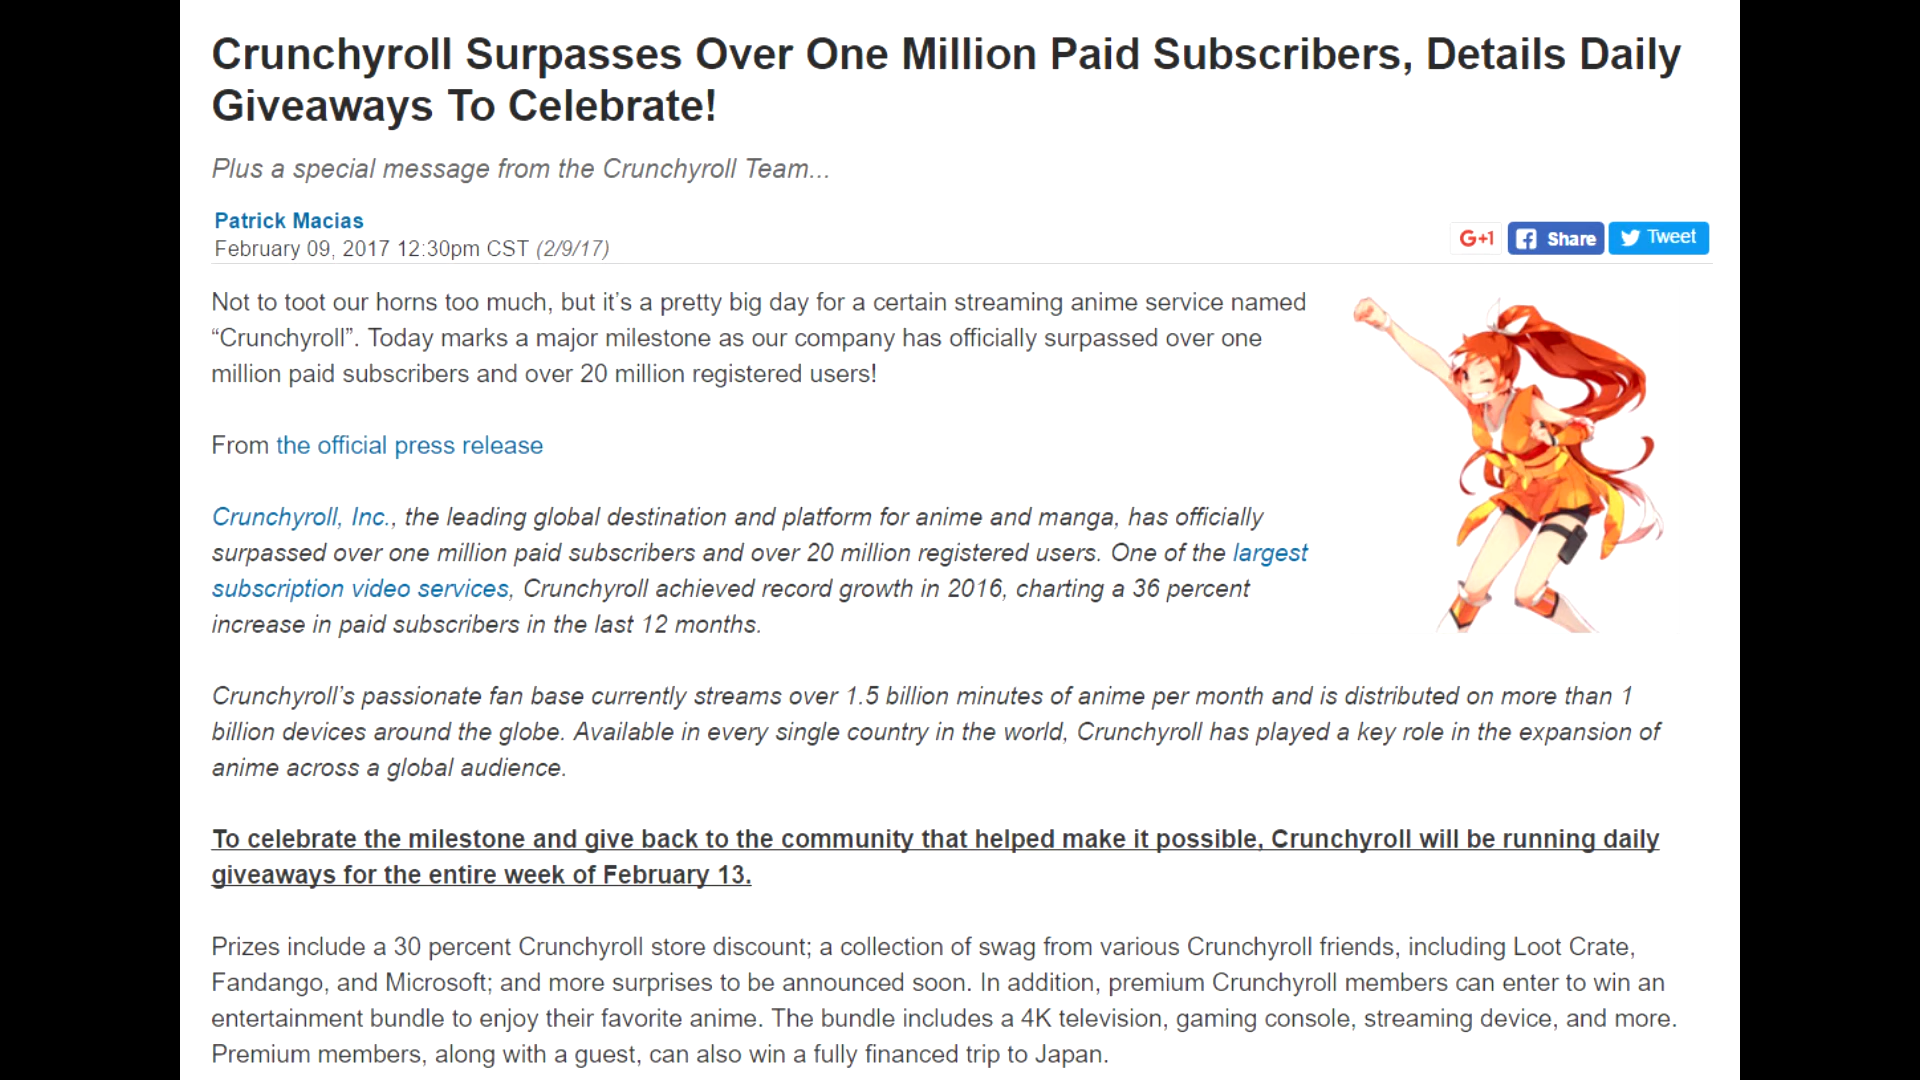 Crunchyroll Surpasses Over One Million Paid Subscribers, Details Daily
Giveaways To Celebrate!
Plus a special message from the Crunchyroll Team...
Patrick Macias
February 09, 2017 12:30pm CST (2/9/17)
G+1 Share Tweet
Not to toot our horns too much, but it’s a pretty big day for a certain streaming anime service named
“Crunchyroll”. Today marks a major milestone as our company has officially surpassed over one
million paid subscribers and over 20 million registered users!
From the official press release
Crunchyroll, Inc., the leading global destination and platform for anime and manga, has officially
surpassed over one million paid subscribers and over 20 million registered users. One of the largest
subscription video services, Crunchyroll achieved record growth in 2016, charting a 36 percent
increase in paid subscribers in the last 12 months.
Crunchyroll’s passionate fan base currently streams over 1.5 billion minutes of anime per month and is distributed on more than 1
billion devices around the globe. Available in every single country in the world, Crunchyroll has played a key role in the expansion of
anime across a global audience.
To celebrate the milestone and give back to the community that helped make it possible, Crunchyroll will be running daily
giveaways for the entire week of February 13.
Prizes include a 30 percent Crunchyroll store discount; a collection of swag from various Crunchyroll friends, including Loot Crate,
Fandango, and Microsoft; and more surprises to be announced soon. In addition, premium Crunchyroll members can enter to win an
entertainment bundle to enjoy their favorite anime. The bundle includes a 4K television, gaming console, streaming device, and more.
Premium members, along with a guest, can also win a fully financed trip to Japan.